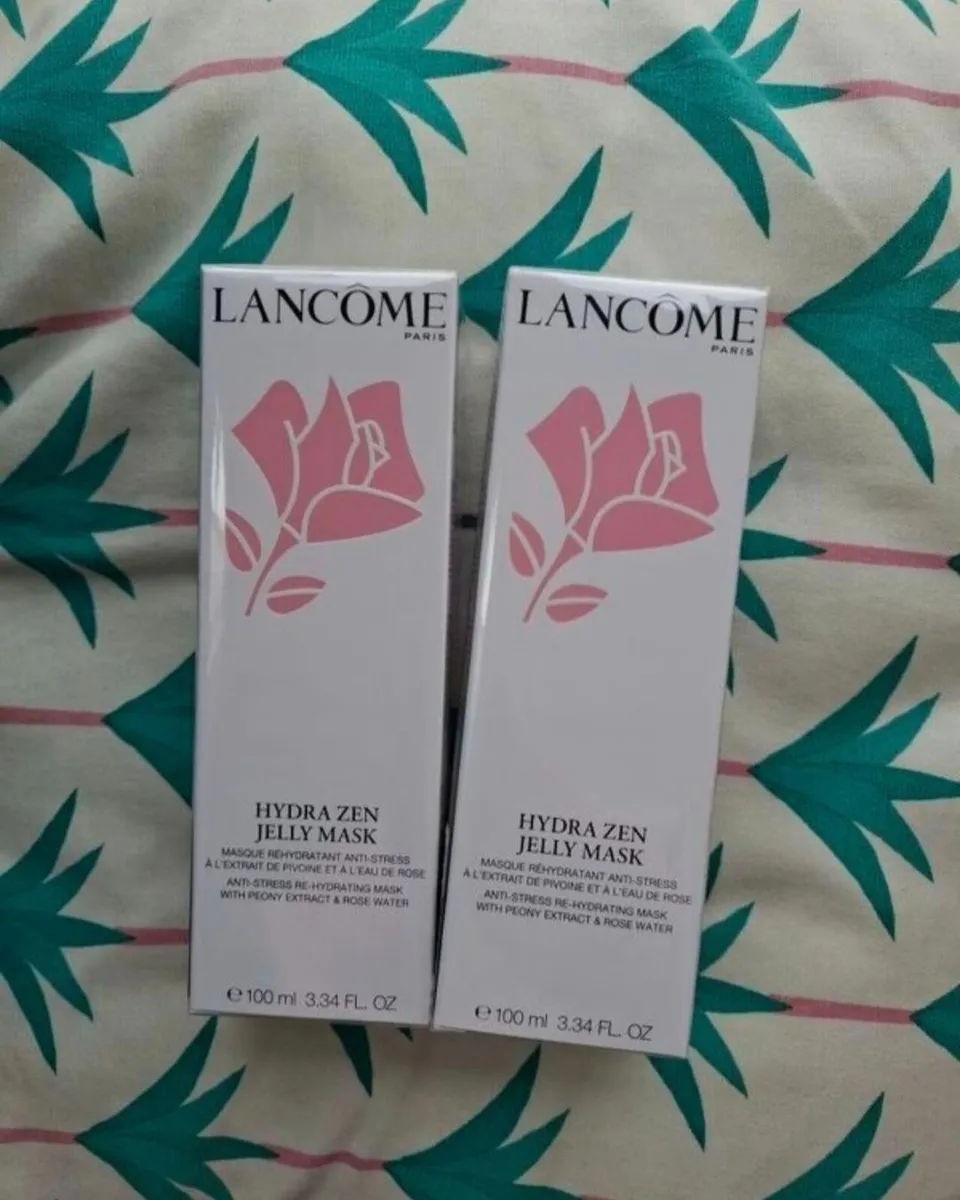 LANCÔME
PARIS
HYDRA ZEN
JELLY MASK
MASQUE RÉHYDRATANT ANTI-STRESS
À L'EXTRAIT DE PIVOINE ET À L'EAU DE ROSE
ANTI-STRESS RE-HYDRATING MASK
WITH PEONY EXTRACT & ROSE WATER
℮ 100 ml 3.34 FL. OZ
LANCÔME
PARIS
HYDRA ZEN
JELLY MASK
MASQUE RÉHYDRATANT ANTI-STRESS
À L'EXTRAIT DE PIVOINE ET À L'EAU DE ROSE
ANTI-STRESS RE-HYDRATING MASK
WITH PEONY EXTRACT & ROSE WATER
℮ 100 ml 3.34 FL. OZ